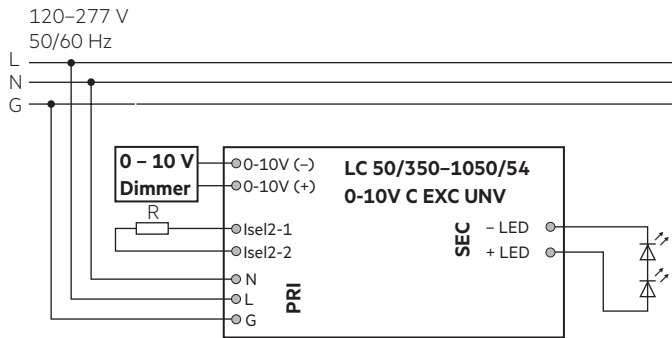 120–277 V
50/60 Hz
L
N
G
0 – 10 V
Dimmer
0-10V (–)
0-10V (+)
LC 50/350–1050/54
0-10V C EXC UNV
R
Isel2-1
Isel2-2
N
L
G
PRI
SEC
– LED
+ LED